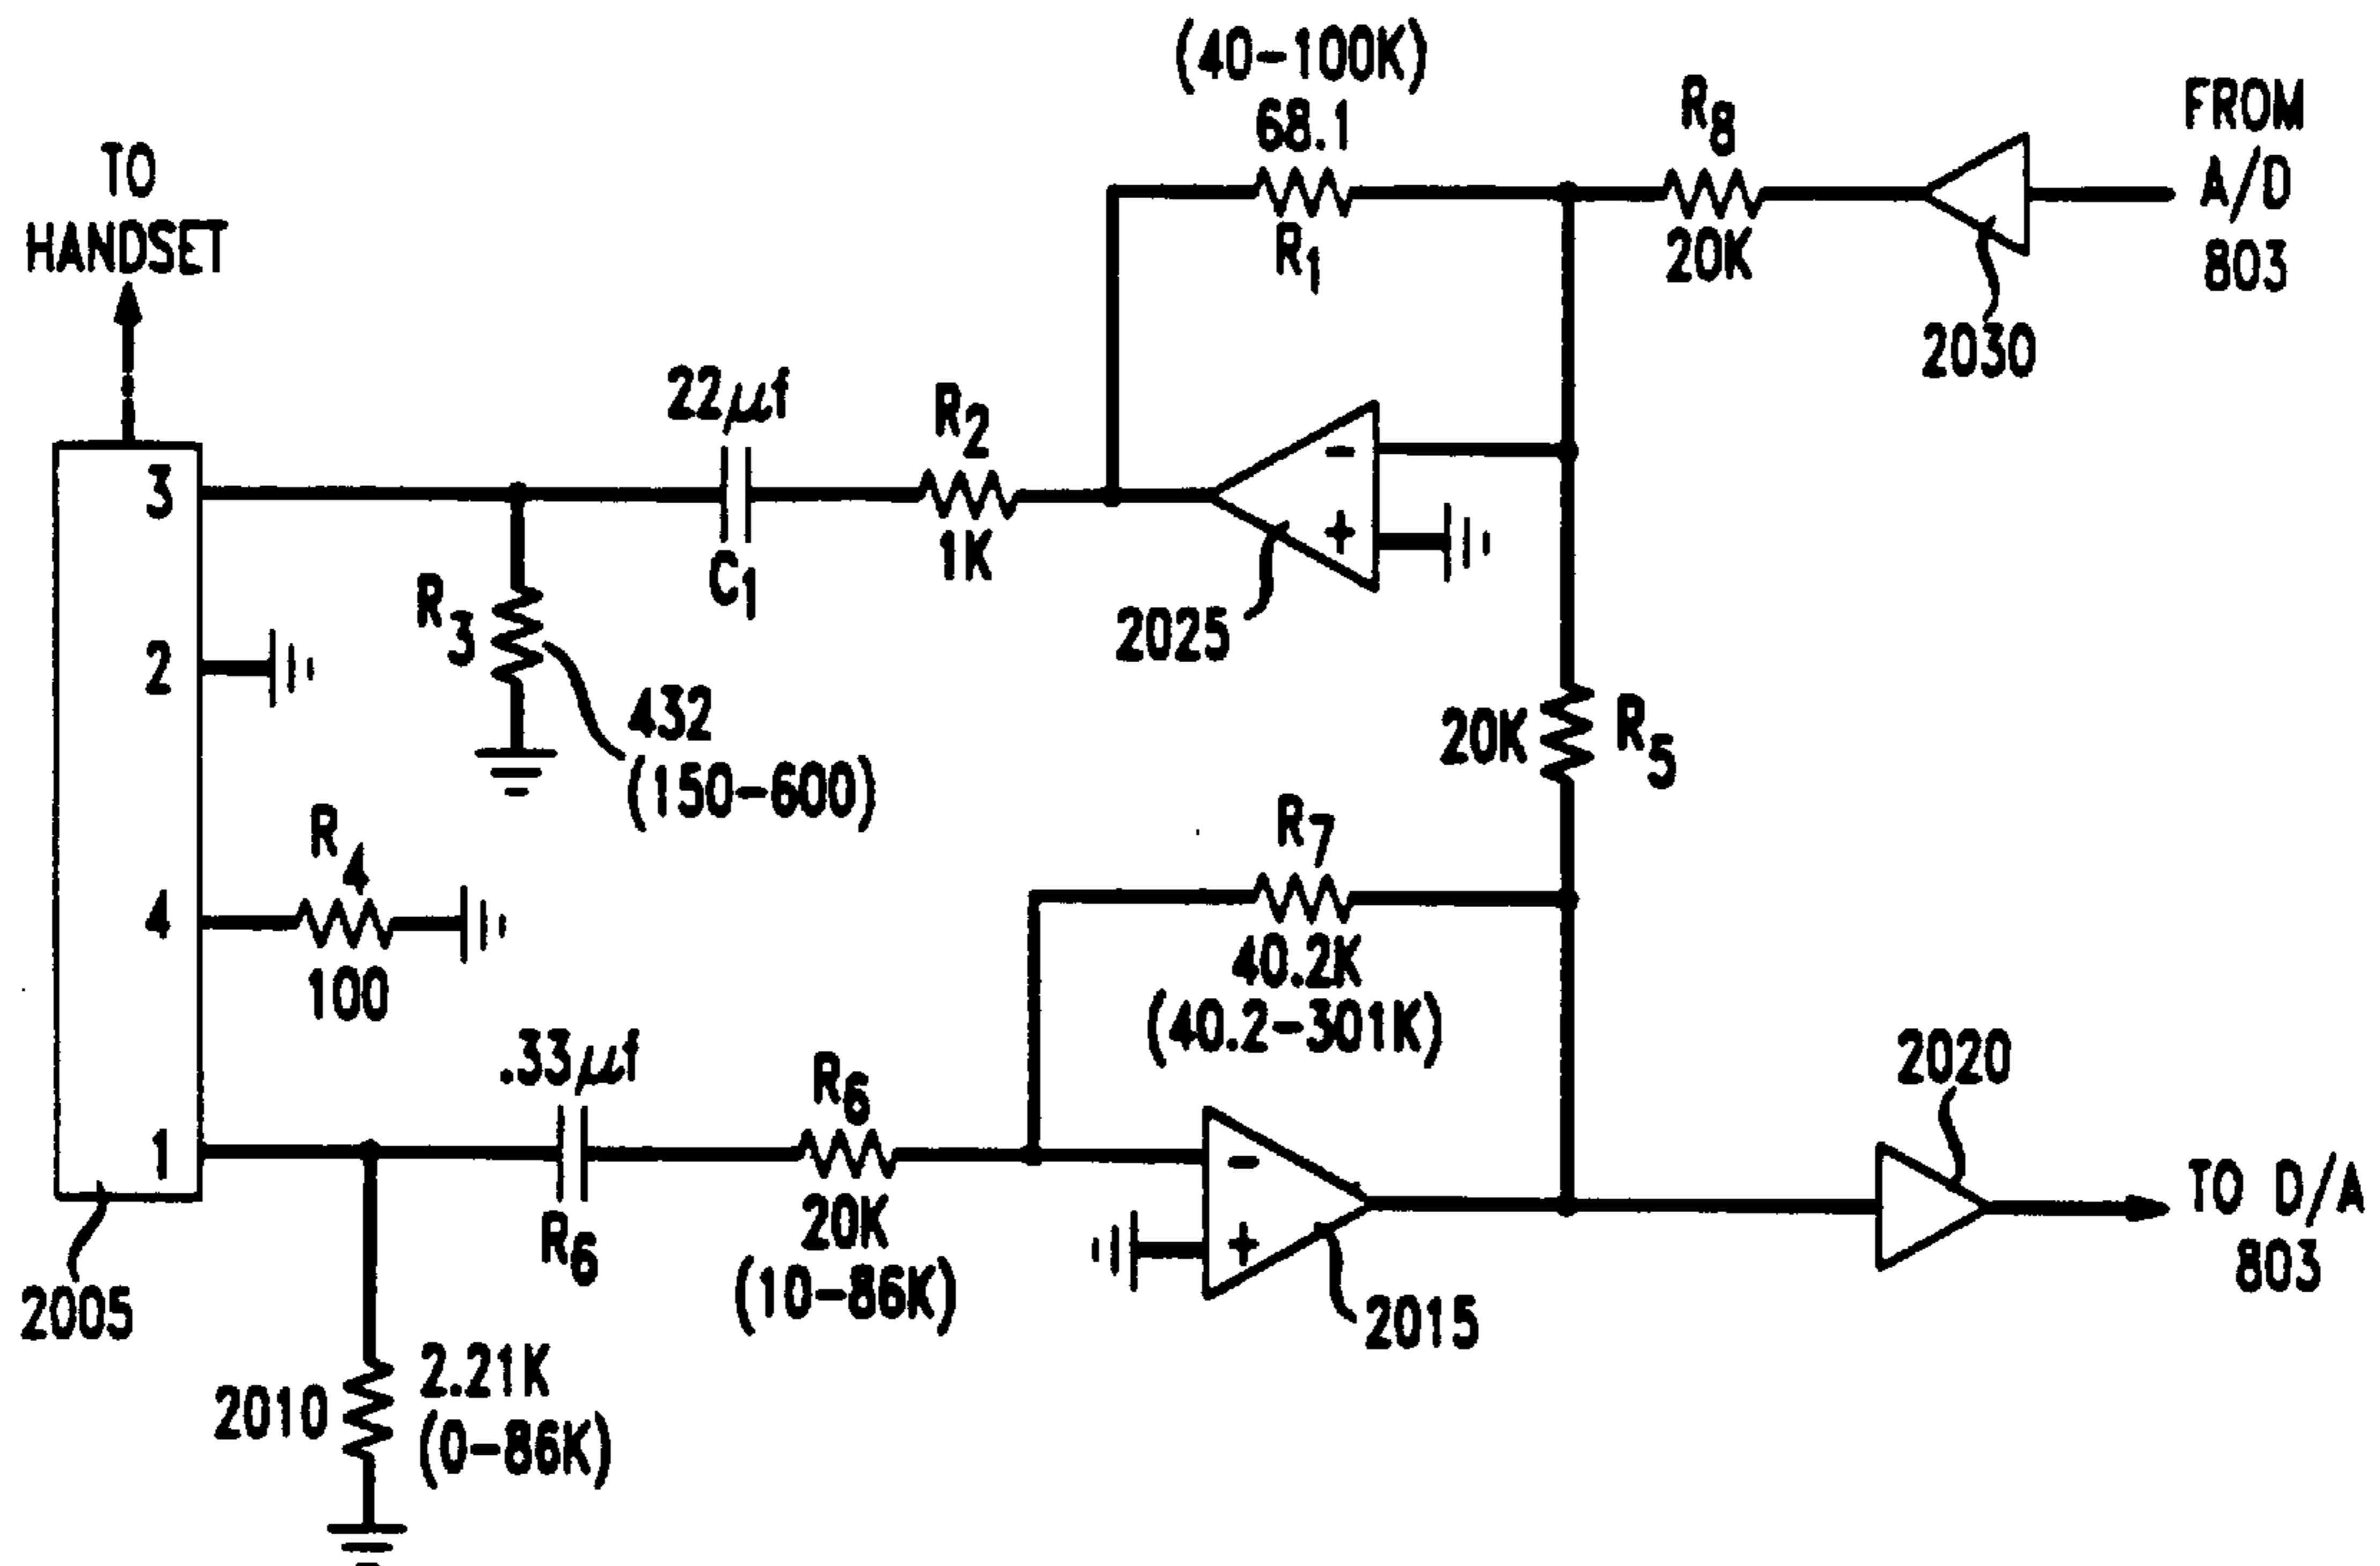 (40-100K)
68.1
R1
R8
20K
FROM
A/D
803
2030
TO
HANDSET
22μf
C1
R2
1K
3
R3
432
(150-600)
2
-
+
2025
20K
R5
R4
100
4
R7
40.2K
(40.2-301K)
.33μf
R6
R6
20K
(10-86K)
1
-
+
2015
2020
TO D/A
803
2005
2010
2.21K
(0-86K)